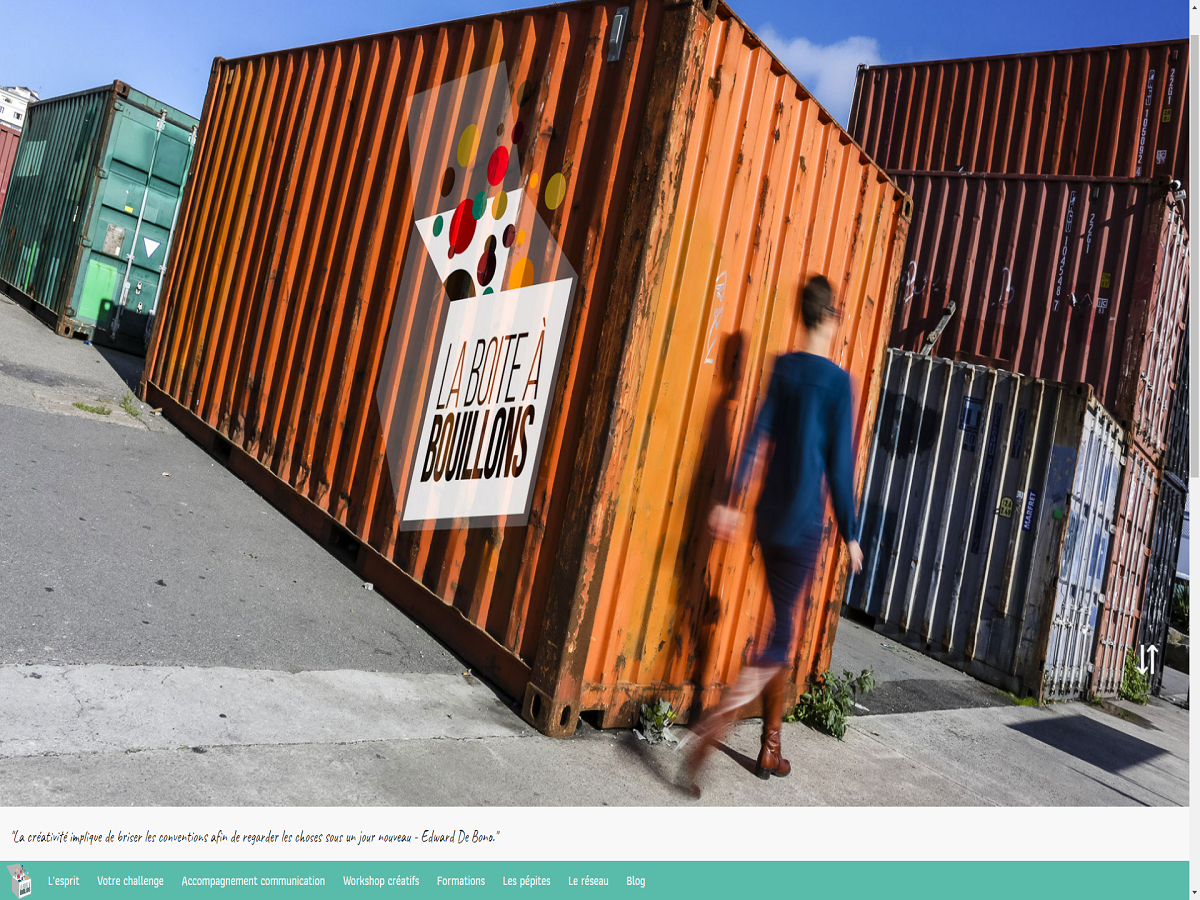 LA BOITE À
BOUILLONS
MARFRET
"La créativité implique de briser les conventions afin de regarder les choses sous un jour nouveau - Edward De Bono."
L'esprit
Votre challenge
Accompagnement communication
Workshop créatifs
Formations
Les pépites
Le réseau
Blog